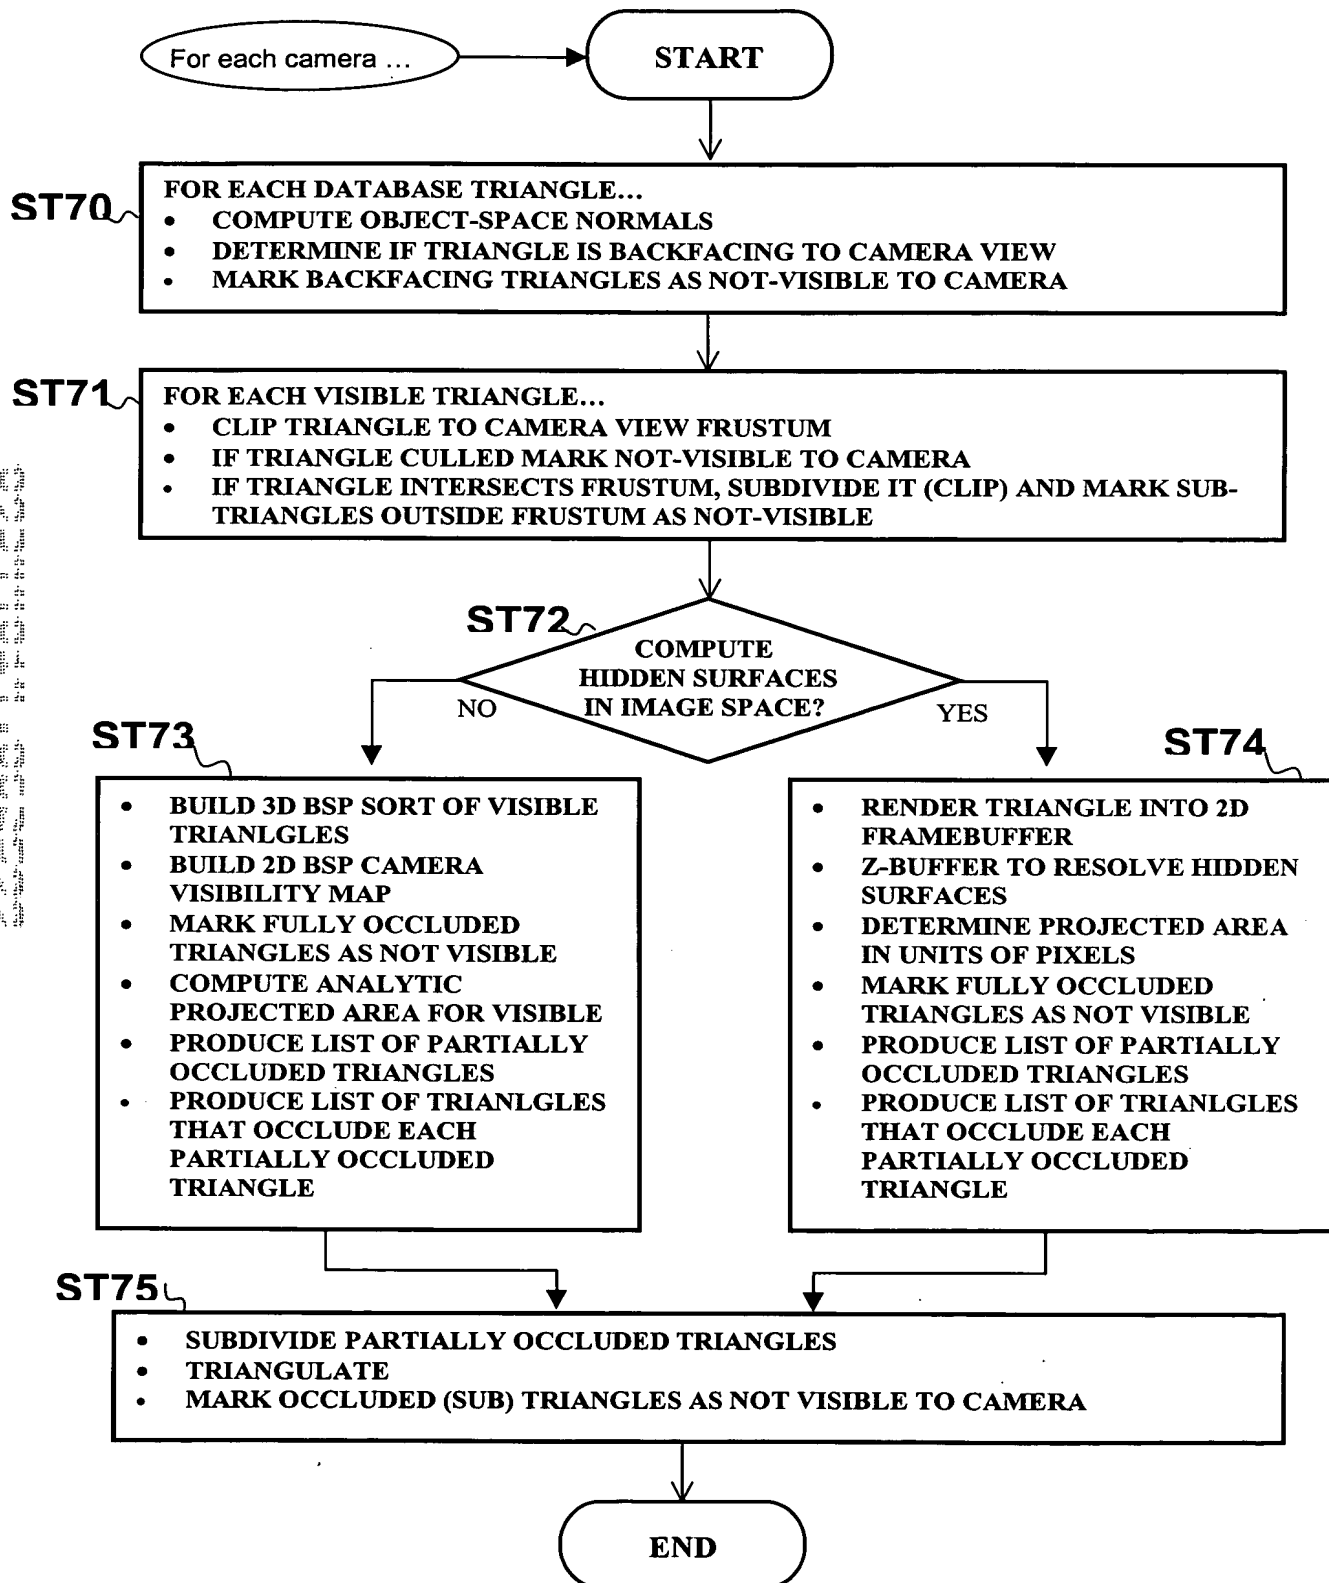 For each camera ...
START
ST70
FOR EACH DATABASE TRIANGLE...
• COMPUTE OBJECT-SPACE NORMALS
• DETERMINE IF TRIANGLE IS BACKFACING TO CAMERA VIEW
• MARK BACKFACING TRIANGLES AS NOT-VISIBLE TO CAMERA
ST71
FOR EACH VISIBLE TRIANGLE...
• CLIP TRIANGLE TO CAMERA VIEW FRUSTUM
• IF TRIANGLE CULLED MARK NOT-VISIBLE TO CAMERA
• IF TRIANGLE INTERSECTS FRUSTUM, SUBDIVIDE IT (CLIP) AND MARK SUB-
TRIANGLES OUTSIDE FRUSTUM AS NOT-VISIBLE
ST72
COMPUTE
HIDDEN SURFACES
IN IMAGE SPACE?
NO
YES
ST73
• BUILD 3D BSP SORT OF VISIBLE
TRIANLGLES
• BUILD 2D BSP CAMERA
VISIBILITY MAP
• MARK FULLY OCCLUDED
TRIANGLES AS NOT VISIBLE
• COMPUTE ANALYTIC
PROJECTED AREA FOR VISIBLE
• PRODUCE LIST OF PARTIALLY
OCCLUDED TRIANGLES
• PRODUCE LIST OF TRIANLGLES
THAT OCCLUDE EACH
PARTIALLY OCCLUDED
TRIANGLE
ST74
• RENDER TRIANGLE INTO 2D
FRAMEBUFFER
• Z-BUFFER TO RESOLVE HIDDEN
SURFACES
• DETERMINE PROJECTED AREA
IN UNITS OF PIXELS
• MARK FULLY OCCLUDED
TRIANGLES AS NOT VISIBLE
• PRODUCE LIST OF PARTIALLY
OCCLUDED TRIANGLES
• PRODUCE LIST OF TRIANLGLES
THAT OCCLUDE EACH
PARTIALLY OCCLUDED
TRIANGLE
ST75
• SUBDIVIDE PARTIALLY OCCLUDED TRIANGLES
• TRIANGULATE
• MARK OCCLUDED (SUB) TRIANGLES AS NOT VISIBLE TO CAMERA
END